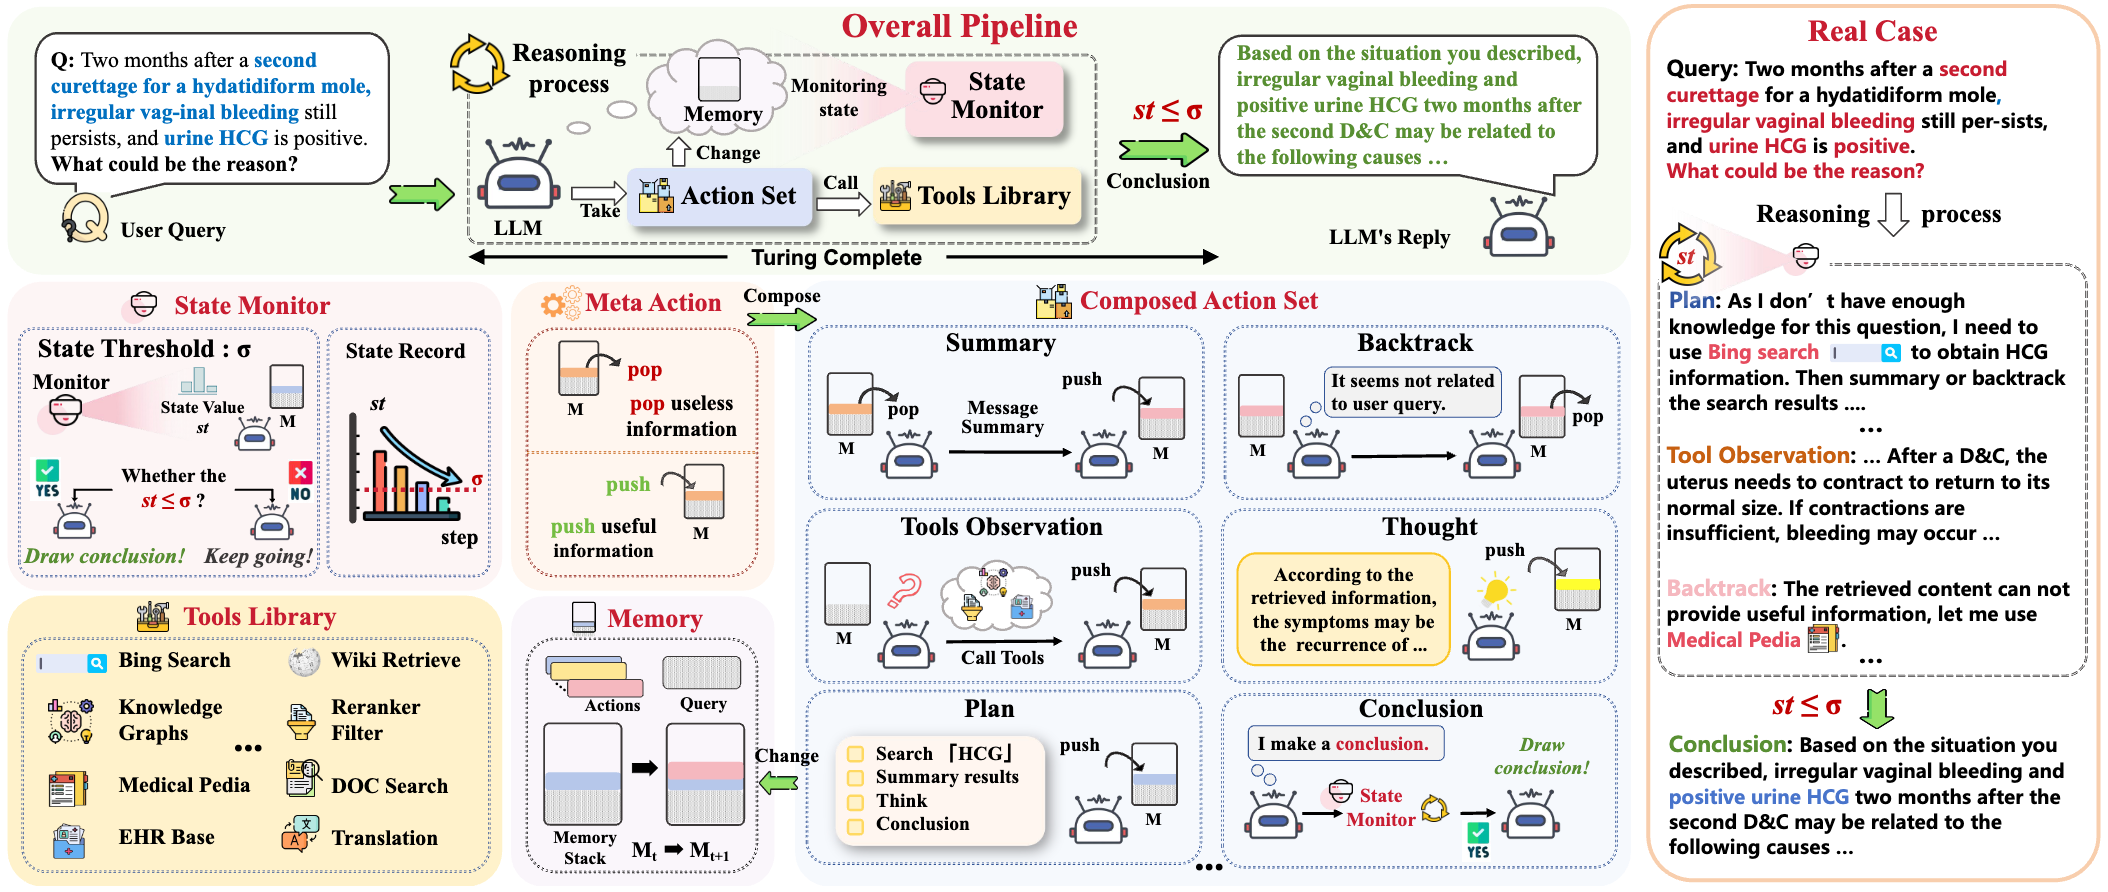 Overall Pipeline
Q: Two months after a second
curettage for a hydatidiform mole,
irregular vag-inal bleeding still
persists, and urine HCG is positive.
What could be the reason?
Q
User Query
Reasoning
process
Memory
Monitoring
state
State
Monitor
Change
LLM
Take
Action Set
Call
Tools Library
Turing Complete
st ≤ σ
Conclusion
Based on the situation you described,
irregular vaginal bleeding and
positive urine HCG two months after
the second D&C may be related to
the following causes ...
LLM's Reply
State Monitor
State Threshold : σ
Monitor
State Value
st
M
Whether the
st ≤ σ ?
YES
NO
Draw conclusion!
Keep going!
State Record
st
σ
step
Meta Action
pop
M
pop useless
information
push
M
push useful
information
Compose
Composed Action Set
Summary
pop
M
Message
Summary
push
M
Backtrack
M
It seems not related
to user query.
pop
M
Tools Observation
M
?
Call Tools
push
M
Thought
According to the
retrieved information,
the symptoms may be
the recurrence of ...
push
M
Plan
Search 「HCG」
Summary results
Think
Conclusion
push
M
Conclusion
I make a conclusion.
State
Monitor
YES
Draw
conclusion!
...
Tools Library
Bing Search
Wiki Retrieve
Knowledge
Graphs
Reranker
Filter
...
Medical Pedia
DOC Search
EHR Base
文
A
Translation
Memory
Actions
Query
Memory
Stack
Mt ➡ Mt+1
Change
Real Case
Query: Two months after a second
curettage for a hydatidiform mole,
irregular vaginal bleeding still per-sists,
and urine HCG is positive.
What could be the reason?
Reasoning process
st
Plan: As I don’t have enough
knowledge for this question, I need to
use Bing search to obtain HCG
information. Then summary or backtrack
the search results ....
...
Tool Observation: ... After a D&C, the
uterus needs to contract to return to its
normal size. If contractions are
insufficient, bleeding may occur ...
Backtrack: The retrieved content can not
provide useful information, let me use
Medical Pedia .
...
st ≤ σ
Conclusion: Based on the situation you
described, irregular vaginal bleeding and
positive urine HCG two months after the
second D&C may be related to the
following causes ...